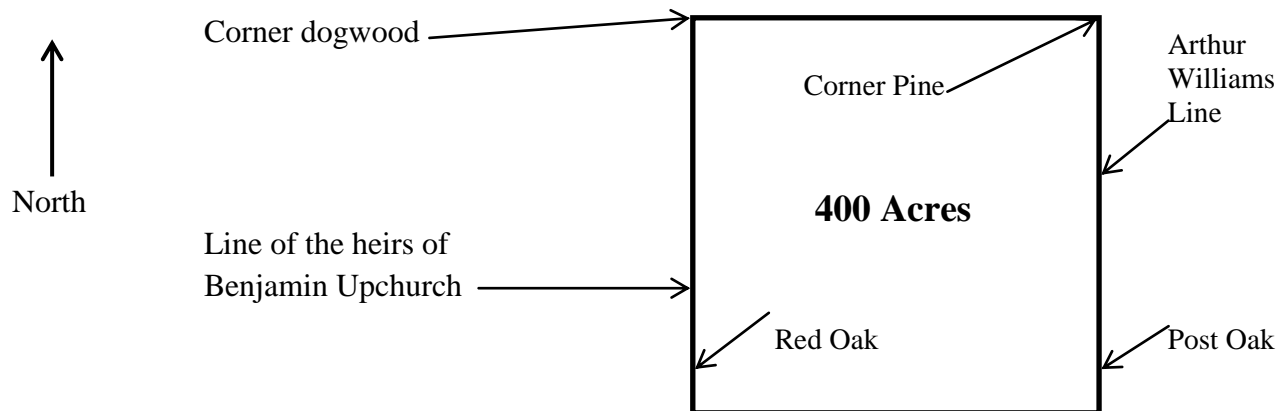 Corner dogwood
Arthur
Williams
Line
Corner Pine
North
400 Acres
Line of the heirs of
Benjamin Upchurch
Red Oak
Post Oak